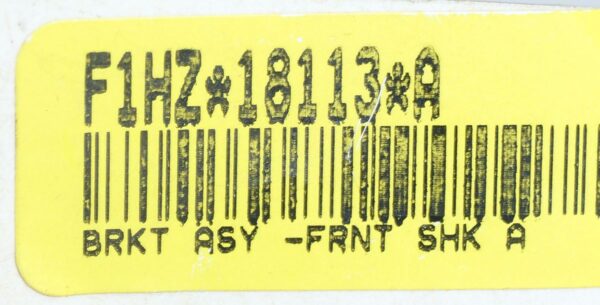 F1HZ*18113*A
BRKT ASY -FRNT SHK A